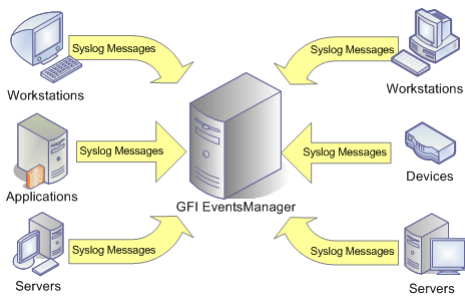 Syslog Messages
Syslog Messages
Workstations
Workstations
Syslog Messages
Syslog Messages
Applications
Devices
GFI EventsManager
Syslog Messages
Syslog Messages
Servers
Servers